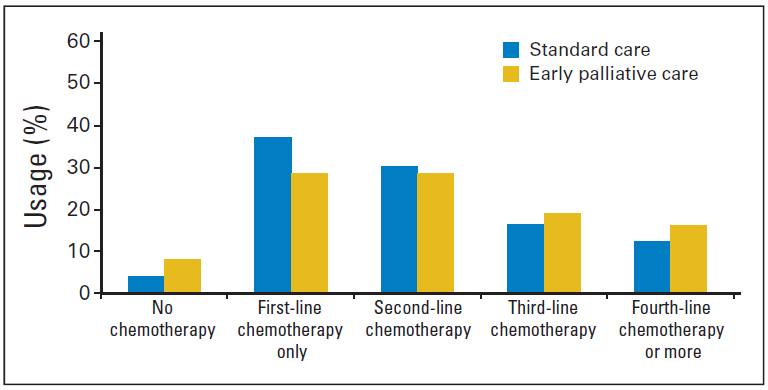 Usage (%)
60
50
40
30
20
10
0
Standard care
Early palliative care
No
chemotherapy
First-line
chemotherapy
only
Second-line
chemotherapy
Third-line
chemotherapy
Fourth-line
chemotherapy
or more